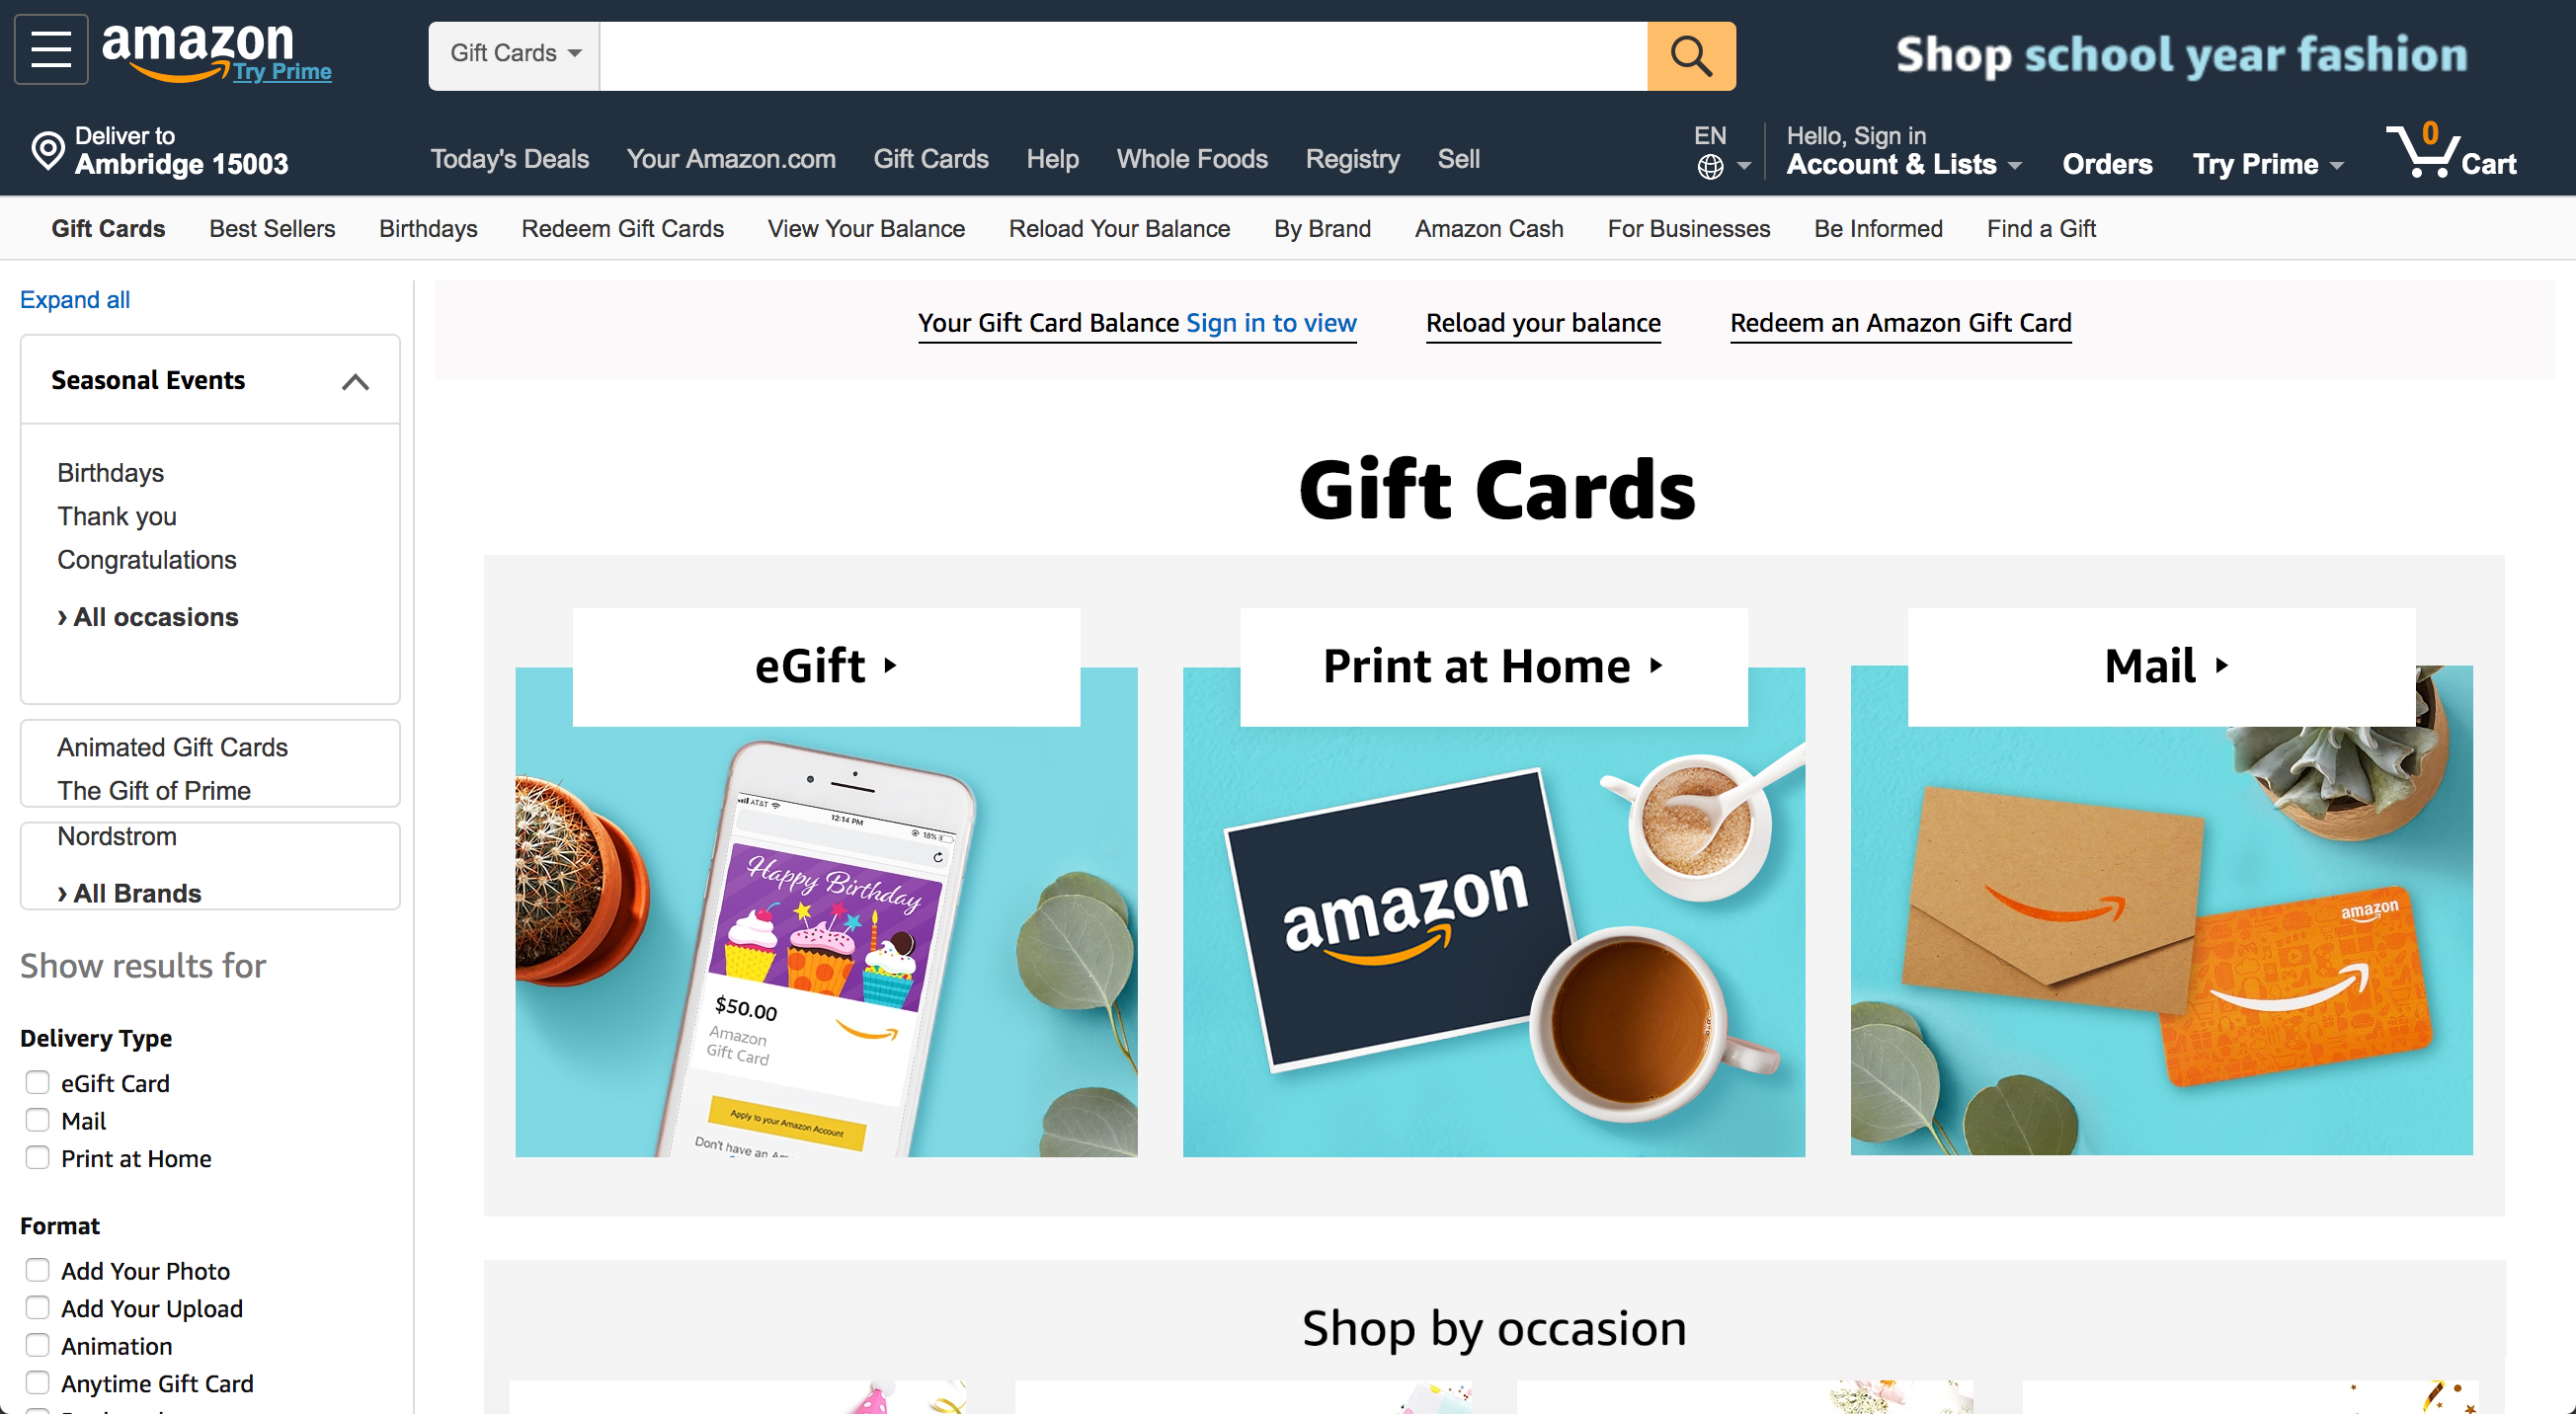 amazon
Try Prime
Gift Cards
Shop school year fashion
Deliver to
Ambridge 15003
Today's Deals
Your Amazon.com
Gift Cards
Help
Whole Foods
Registry
Sell
EN
Hello, Sign in
Account & Lists
Orders
Try Prime
0
Cart
Gift Cards
Best Sellers
Birthdays
Redeem Gift Cards
View Your Balance
Reload Your Balance
By Brand
Amazon Cash
For Businesses
Be Informed
Find a Gift
Expand all
Seasonal Events
Birthdays
Thank you
Congratulations
› All occasions
Animated Gift Cards
The Gift of Prime
Nordstrom
› All Brands
Show results for
Delivery Type
eGift Card
Mail
Print at Home
Format
Add Your Photo
Add Your Upload
Animation
Anytime Gift Card
Your Gift Card Balance Sign in to view
Reload your balance
Redeem an Amazon Gift Card
Gift Cards
eGift
AT&T
12:14 PM
18%
Happy Birthday
$50.00
Amazon
Gift Card
Apply to your Amazon Account
Don't have an
Print at Home
amazon
Mail
amazon
Shop by occasion